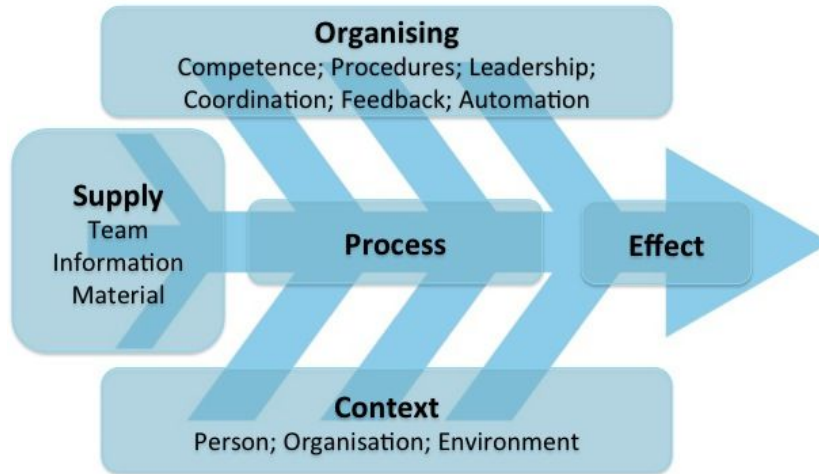 Organising
Competence; Procedures; Leadership;
Coordination; Feedback; Automation
Supply
Team
Information
Material
Process
Effect
Context
Person; Organisation; Environment